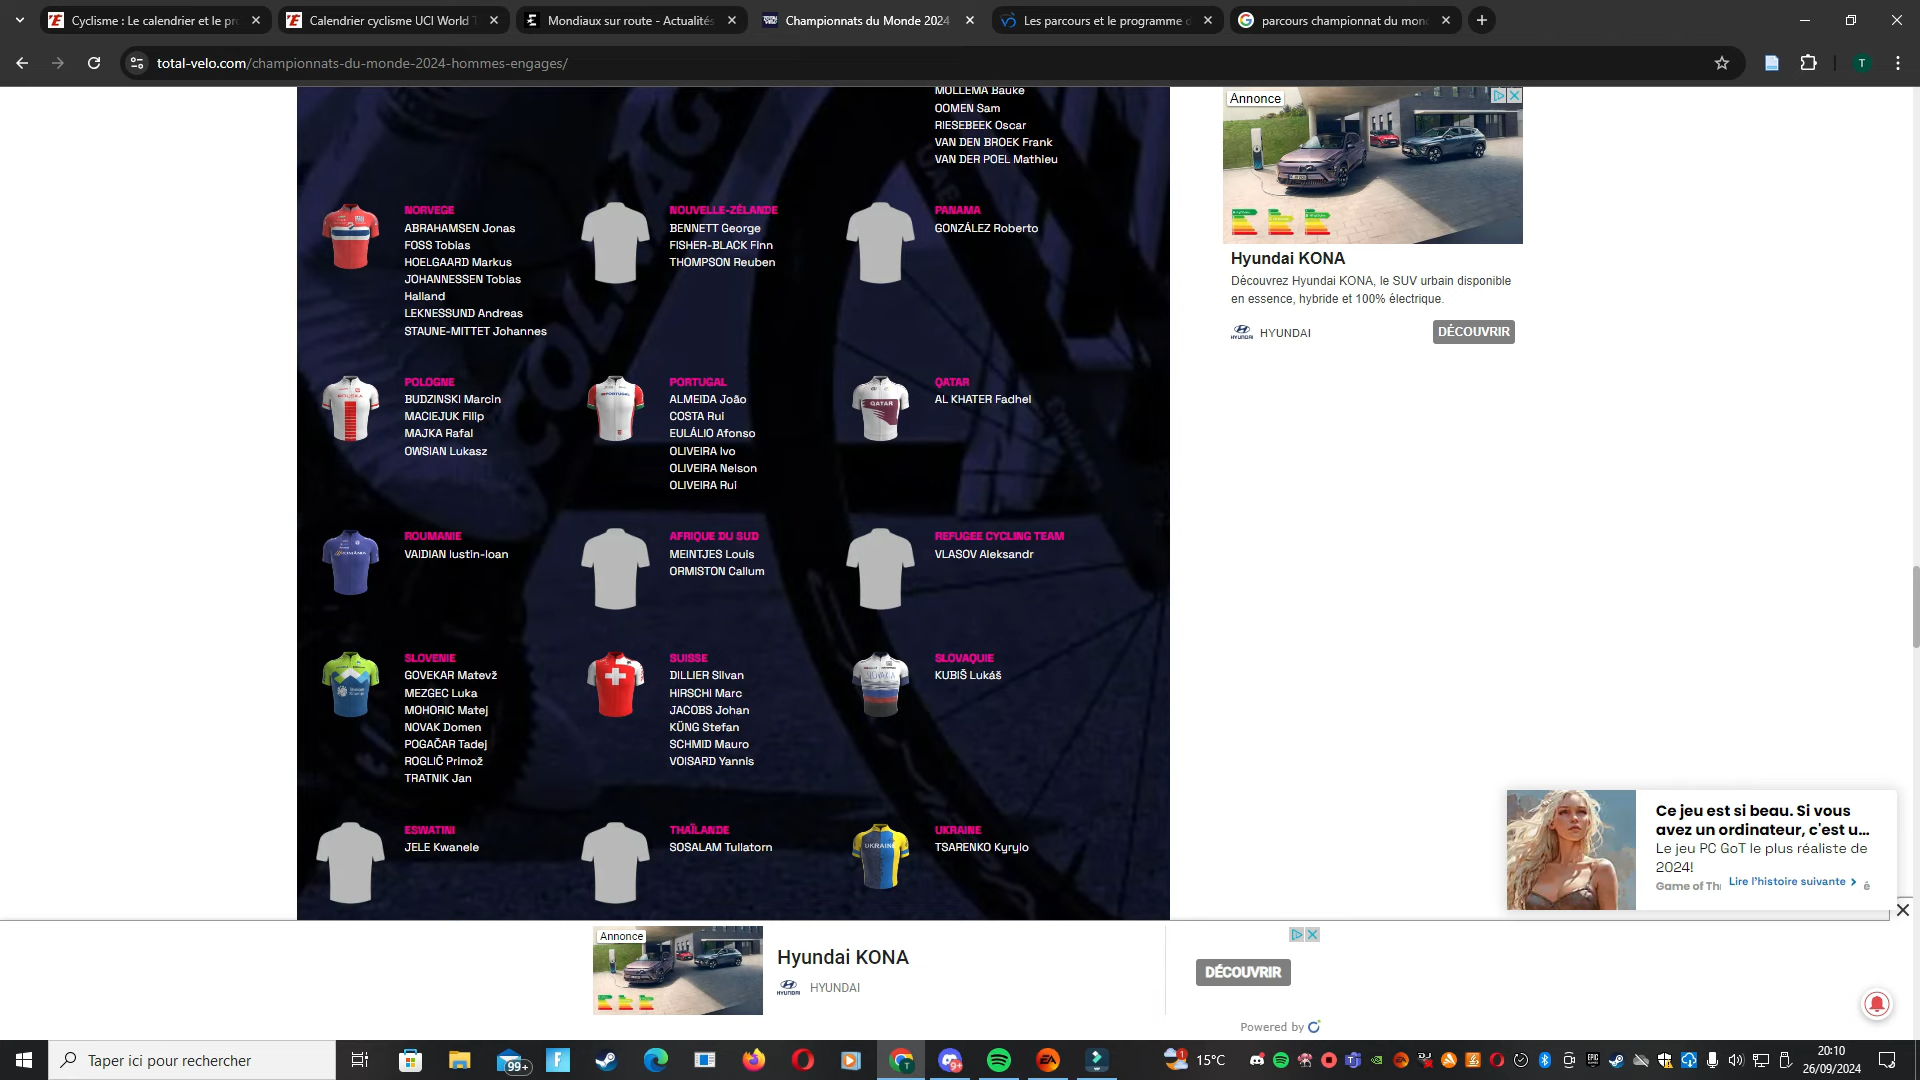 Cyclisme : Le calendrier et le pro
Calendrier cyclisme UCI World T
Mondiaux sur route - Actualités
Championnats du Monde 2024
Les parcours et le programme d
parcours championnat du mon
total-velo.com/championnats-du-monde-2024-hommes-engages/
MOLLEMA Bauke
OOMEN Sam
RIESEBEEK Oscar
VAN DEN BROEK Frank
VAN DER POEL Mathieu
NORVEGE
ABRAHAMSEN Jonas
FOSS Tobias
HOELGAARD Markus
JOHANNESSEN Tobias
Halland
LEKNESSUND Andreas
STAUNE-MITTET Johannes
NOUVELLE-ZÉLANDE
BENNETT George
FISHER-BLACK Finn
THOMPSON Reuben
PANAMA
GONZÁLEZ Roberto
POLOGNE
BUDZINSKI Marcin
MACIEJUK Filip
MAJKA Rafal
OWSIAN Lukasz
PORTUGAL
ALMEIDA João
COSTA Rui
EULÁLIO Afonso
OLIVEIRA Ivo
OLIVEIRA Nelson
OLIVEIRA Rui
QATAR
QATAR
AL KHATER Fadhel
ROUMANIE
VAIDIAN Iustin-Ioan
AFRIQUE DU SUD
MEINTJES Louis
ORMISTON Callum
REFUGEE CYCLING TEAM
VLASOV Aleksandr
SLOVENIE
GOVEKAR Matevž
MEZGEC Luka
MOHORIC Matej
NOVAK Domen
POGAČAR Tadej
ROGLIČ Primož
TRATNIK Jan
SUISSE
DILLIER Silvan
HIRSCHI Marc
JACOBS Johan
KÜNG Stefan
SCHMID Mauro
VOISARD Yannis
SLOVAQUIE
KUBIŠ Lukáš
ESWATINI
JELE Kwanele
THAÏLANDE
SOSALAM Tullatorn
UKRAINE
UKRAINE
TSARENKO Kyrylo
Annonce
Hyundai KONA
Découvrez Hyundai KONA, le SUV urbain disponible
en essence, hybride et 100% électrique.
HYUNDAI
DÉCOUVRIR
Ce jeu est si beau. Si vous
avez un ordinateur, c'est u...
Le jeu PC GoT le plus réaliste de
2024!
Game of Th
Lire l'histoire suivante
é
Annonce
Hyundai KONA
HYUNDAI
DÉCOUVRIR
Powered by
Taper ici pour rechercher
99+
15°C
20:10
26/09/2024